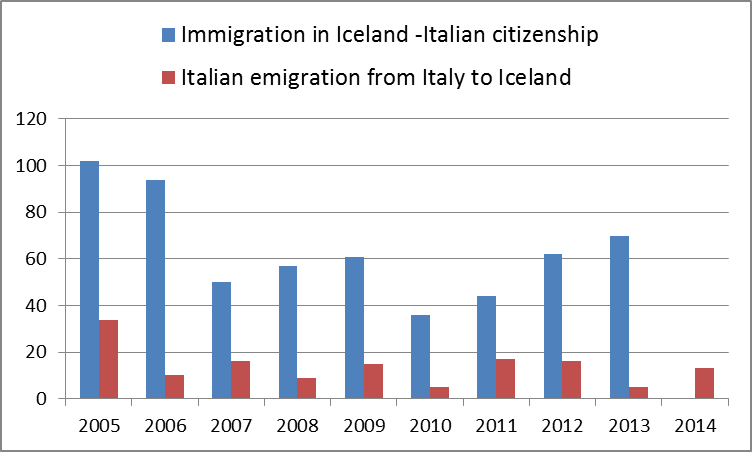 Immigration in Iceland -Italian citizenship
Italian emigration from Italy to Iceland
120
100
80
60
40
20
0
2005 2006 2007 2008 2009 2010 2011 2012 2013 2014